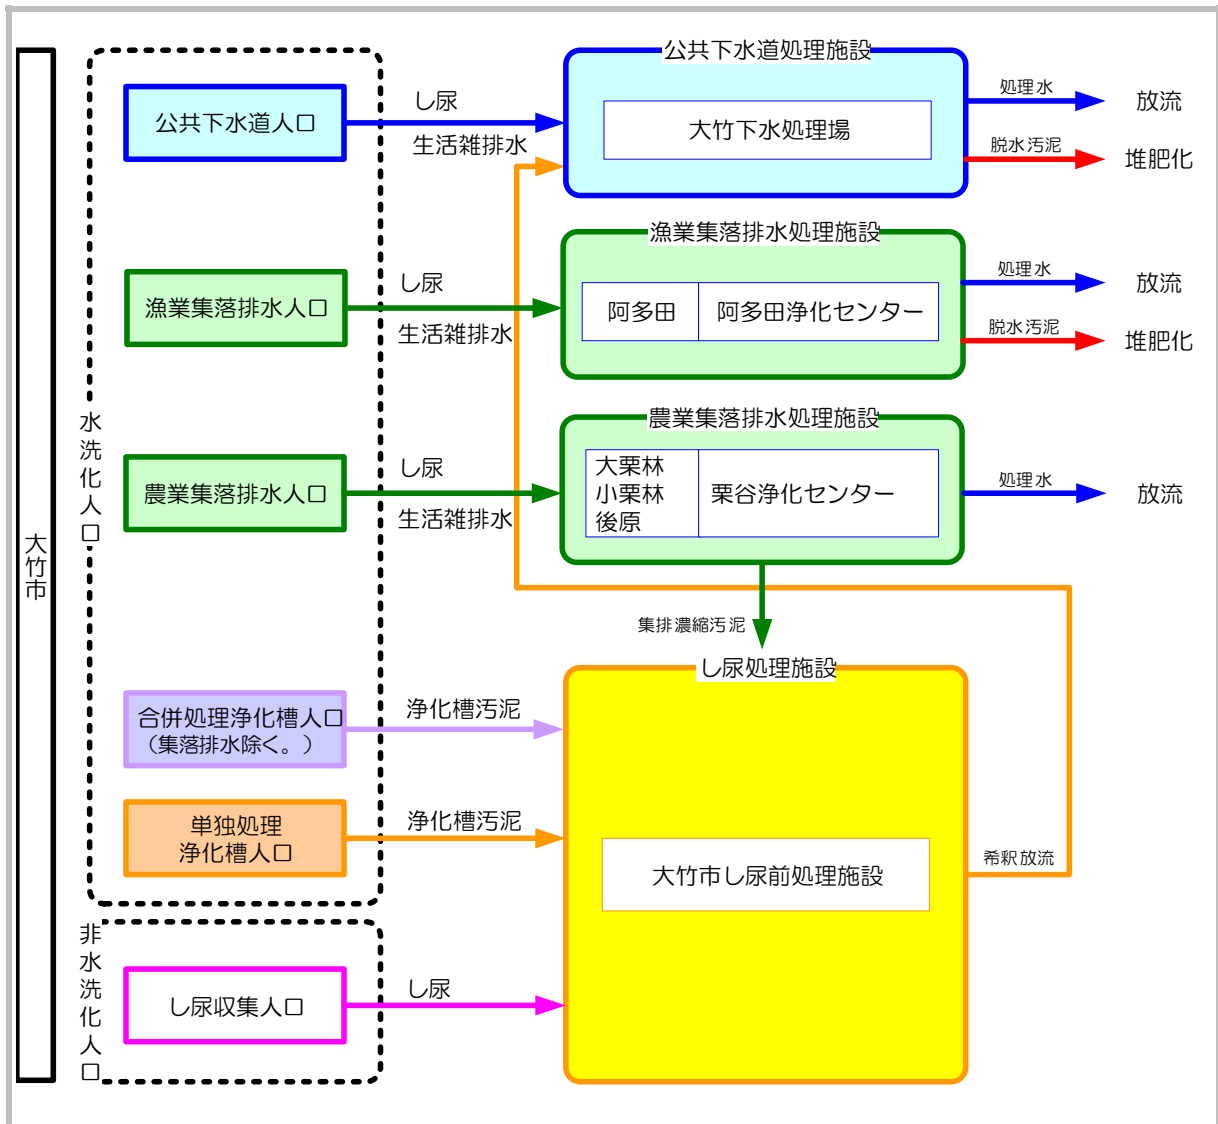 大竹市
水洗化人口
非水洗化人口
公共下水道人口
し尿
生活雑排水
公共下水道処理施設
大竹下水処理場
処理水
放流
脱水汚泥
堆肥化
漁業集落排水人口
し尿
生活雑排水
漁業集落排水処理施設
阿多田
阿多田浄化センター
処理水
放流
脱水汚泥
堆肥化
農業集落排水人口
し尿
生活雑排水
農業集落排水処理施設
大栗林
小栗林
後原
栗谷浄化センター
処理水
放流
集排濃縮汚泥
合併処理浄化槽人口
（集落排水除く。）
浄化槽汚泥
単独処理
浄化槽人口
浄化槽汚泥
し尿収集人口
し尿
し尿処理施設
大竹市し尿前処理施設
希釈放流